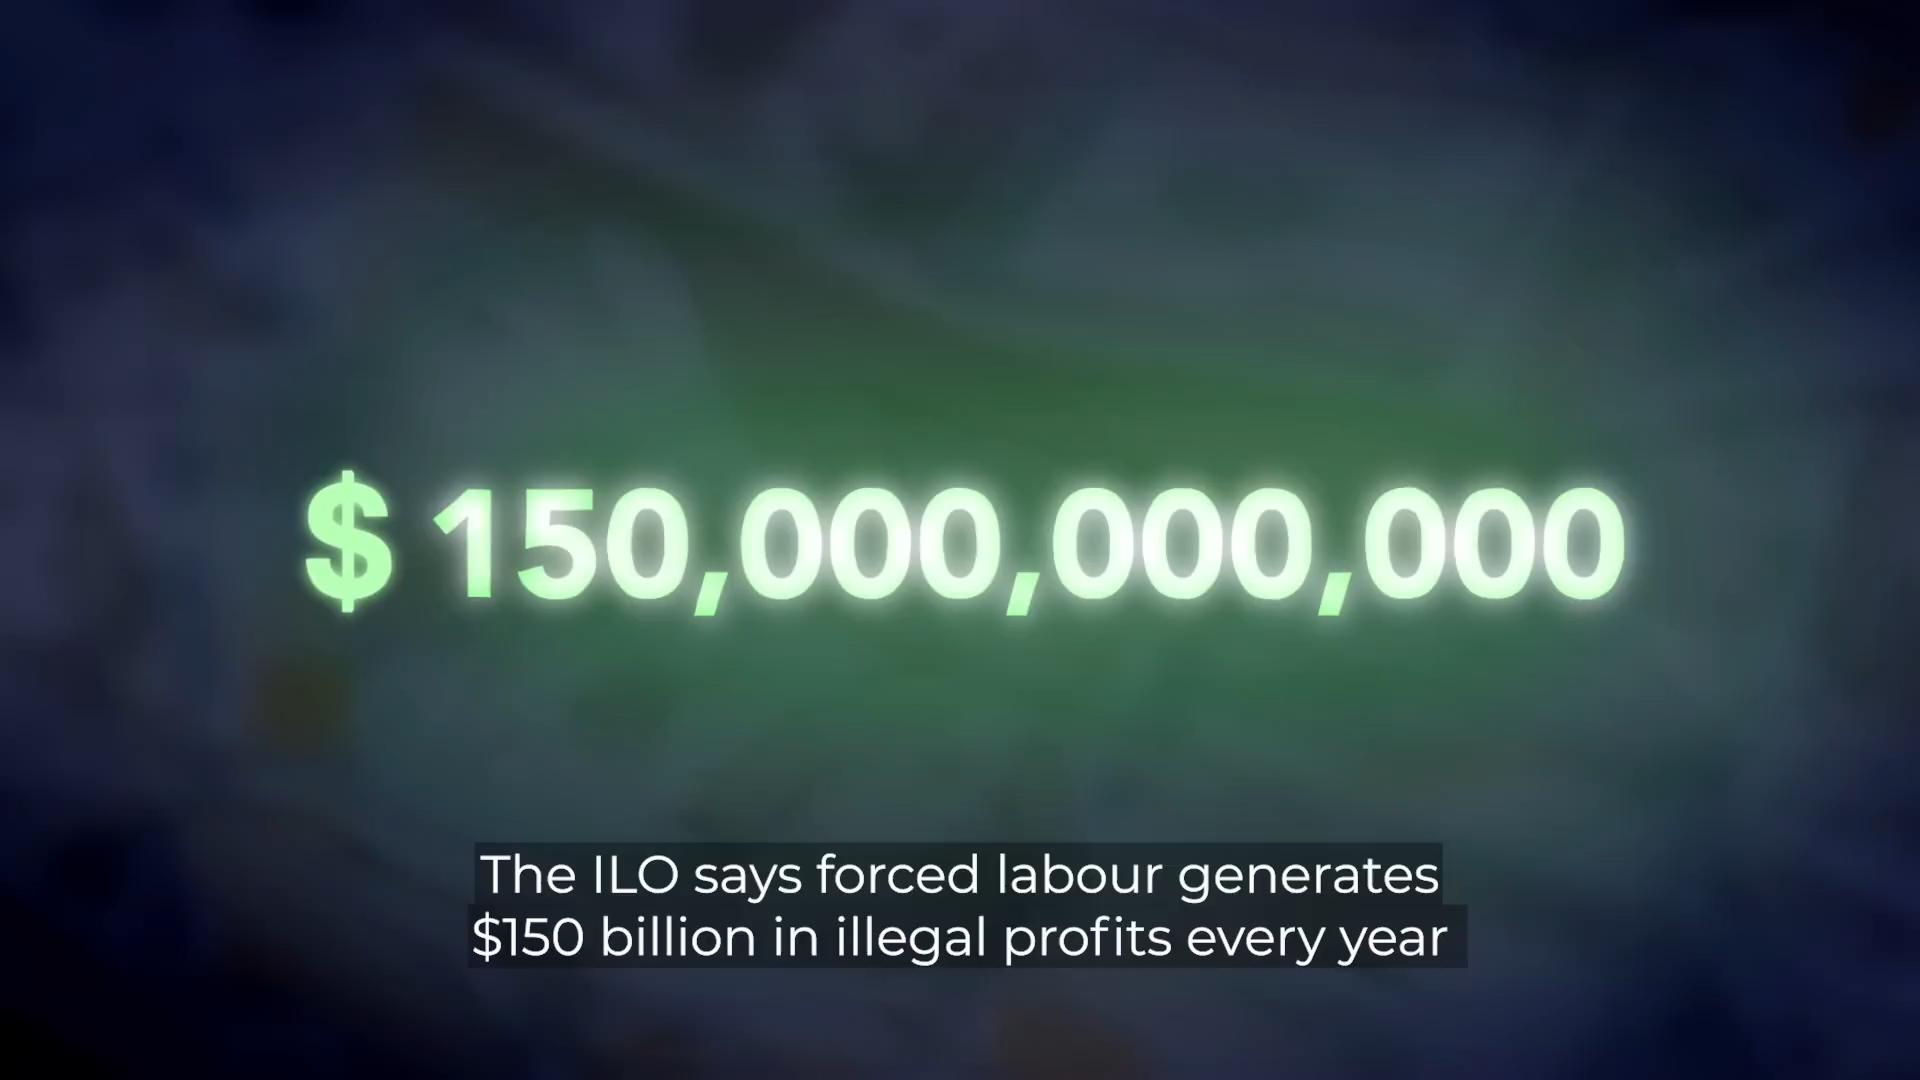 $ 150,000,000,000
The ILO says forced labour generates
$150 billion in illegal profits every year